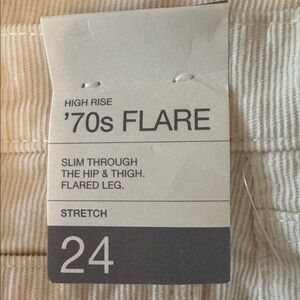 HIGH RISE
'70s FLARE
SLIM THROUGH
THE HIP & THIGH.
FLARED LEG.
STRETCH
24